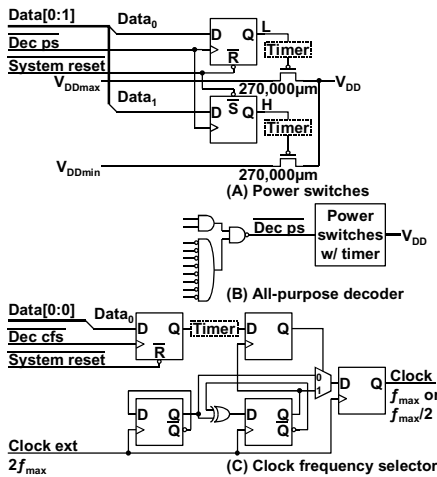 Data[0:1]
Data0
Dec ps
System reset
D Q
R
L
Timer
VDDmax
270,000µm
VDD
Data1
S
H
D Q
Timer
VDDmin
270,000µm
(A) Power switches
Dec ps
Power
switches
w/ timer
VDD
(B) All-purpose decoder
Data[0:0]
Data0
Dec cfs
System reset
D Q
R
Timer
D Q
0
1
D Q
Clock
fmax or
fmax/2
D Q
Q
D Q
Q
Clock ext
2fmax
(C) Clock frequency selector